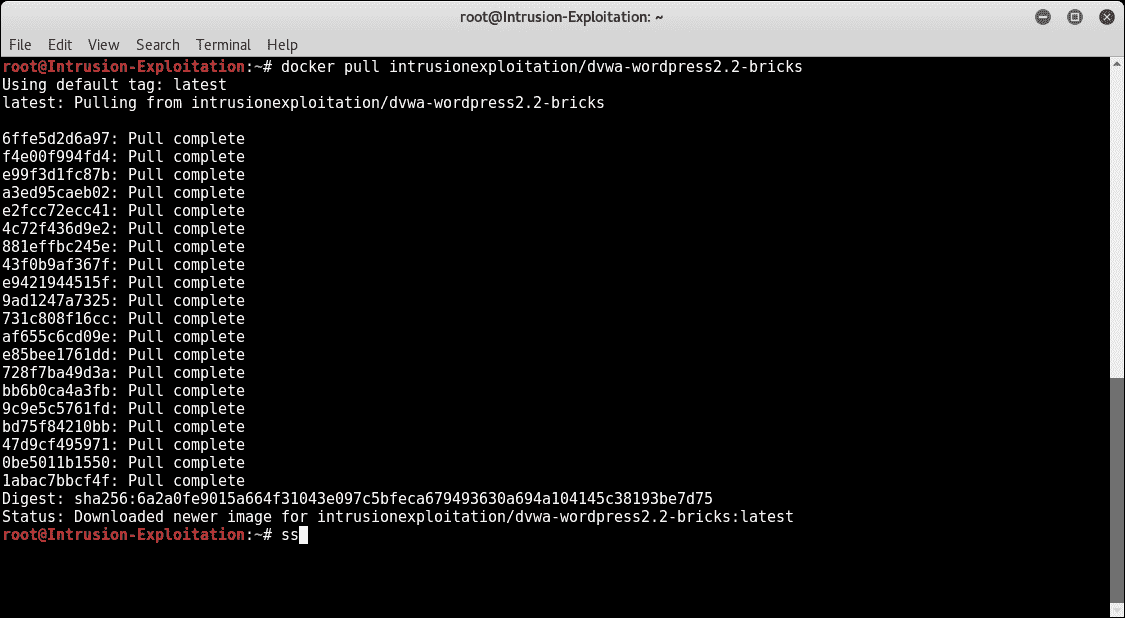 root@Intrusion-Exploitation: ~
File Edit View Search Terminal Help
root@Intrusion-Exploitation:~# docker pull intrusionexploitation/dvwa-wordpress2.2-bricks
Using default tag: latest
latest: Pulling from intrusionexploitation/dvwa-wordpress2.2-bricks
6ffe5d2d6a97: Pull complete
f4e00f994fd4: Pull complete
e99f3d1fc87b: Pull complete
a3ed95caeb02: Pull complete
e2fcc72ecc41: Pull complete
4c72f436d9e2: Pull complete
881effbc245e: Pull complete
43f0b9af367f: Pull complete
e9421944515f: Pull complete
9ad1247a7325: Pull complete
731c808f16cc: Pull complete
af655c6cd09e: Pull complete
e85bee1761dd: Pull complete
728f7ba49d3a: Pull complete
bb6b0ca4a3fb: Pull complete
9c9e5c5761fd: Pull complete
bd75f84210bb: Pull complete
47d9cf495971: Pull complete
0be5011b1550: Pull complete
1abac7bbcf4f: Pull complete
Digest: sha256:6a2a0fe9015a664f31043e097c5bfeca679493630a694a104145c38193be7d75
Status: Downloaded newer image for intrusionexploitation/dvwa-wordpress2.2-bricks:latest
root@Intrusion-Exploitation:~# ss